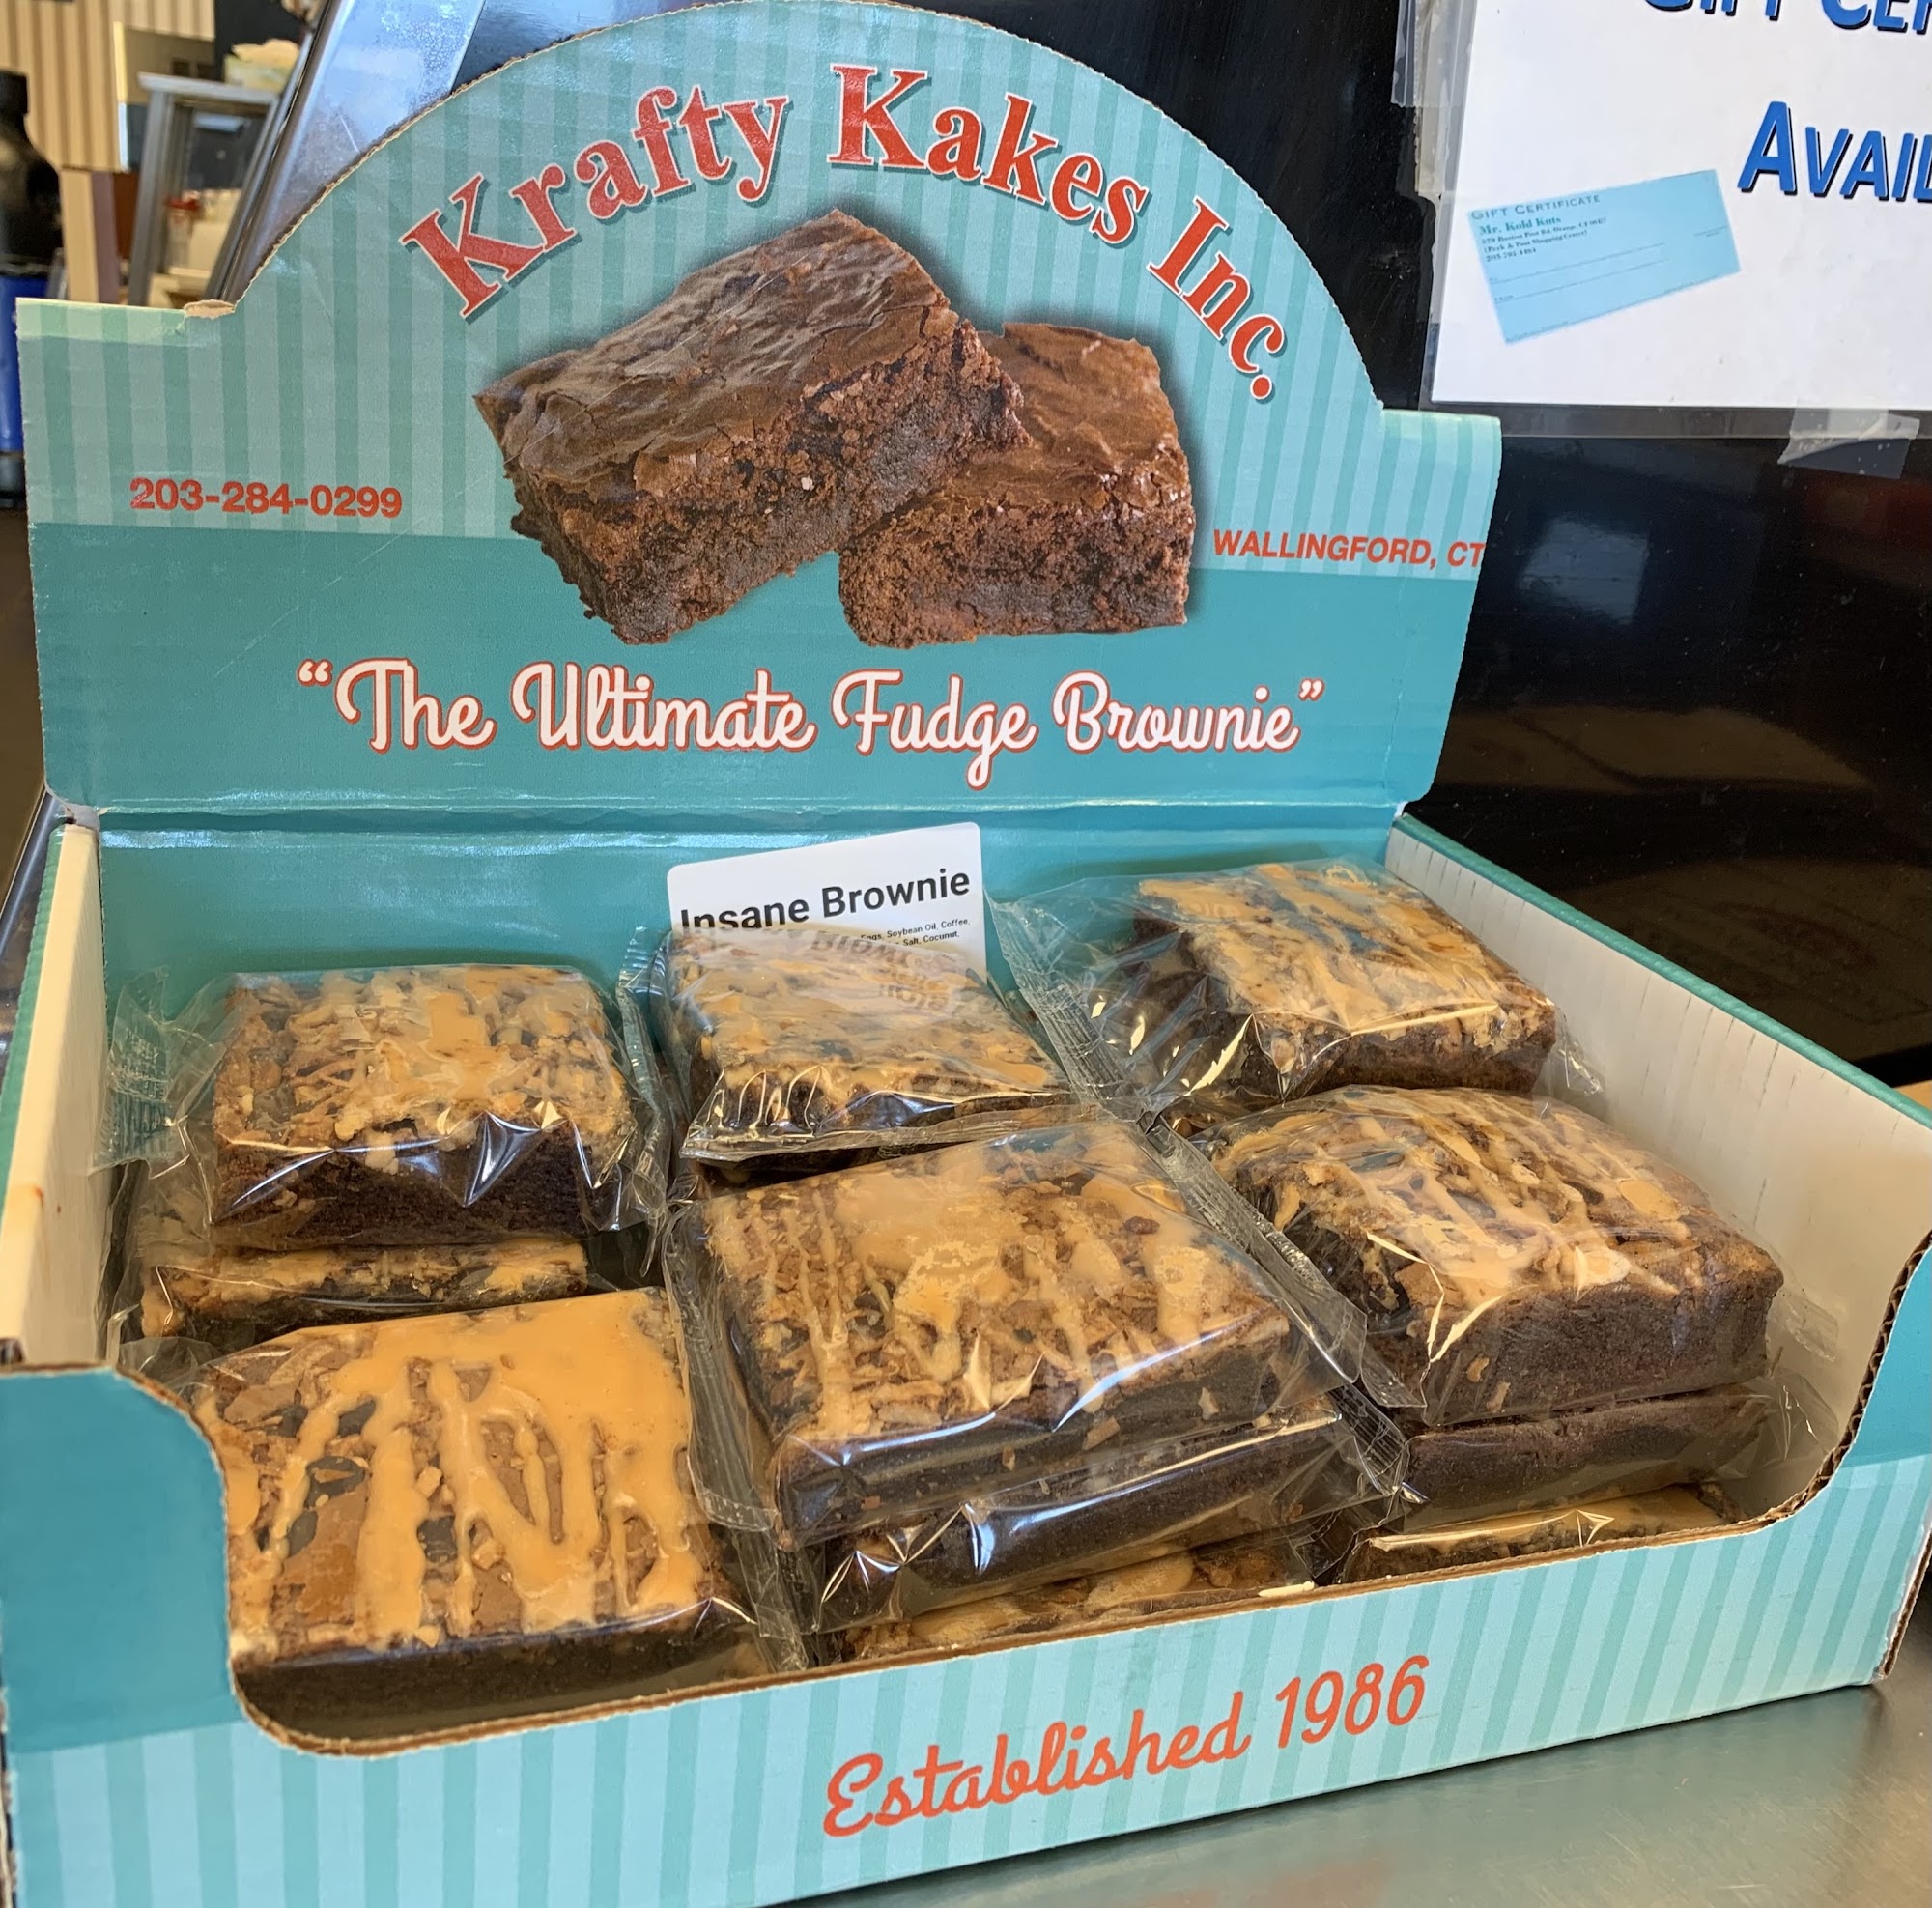 Krafty Kakes Inc.
203-284-0299
WALLINGFORD, CT
“The Ultimate Fudge Brownie”
Insane Brownie
Eggs, Soybean Oil, Coffee,
Salt, Coconut,
Established 1986
GIFT CERTIFICATE
Mr. Kold Kuts